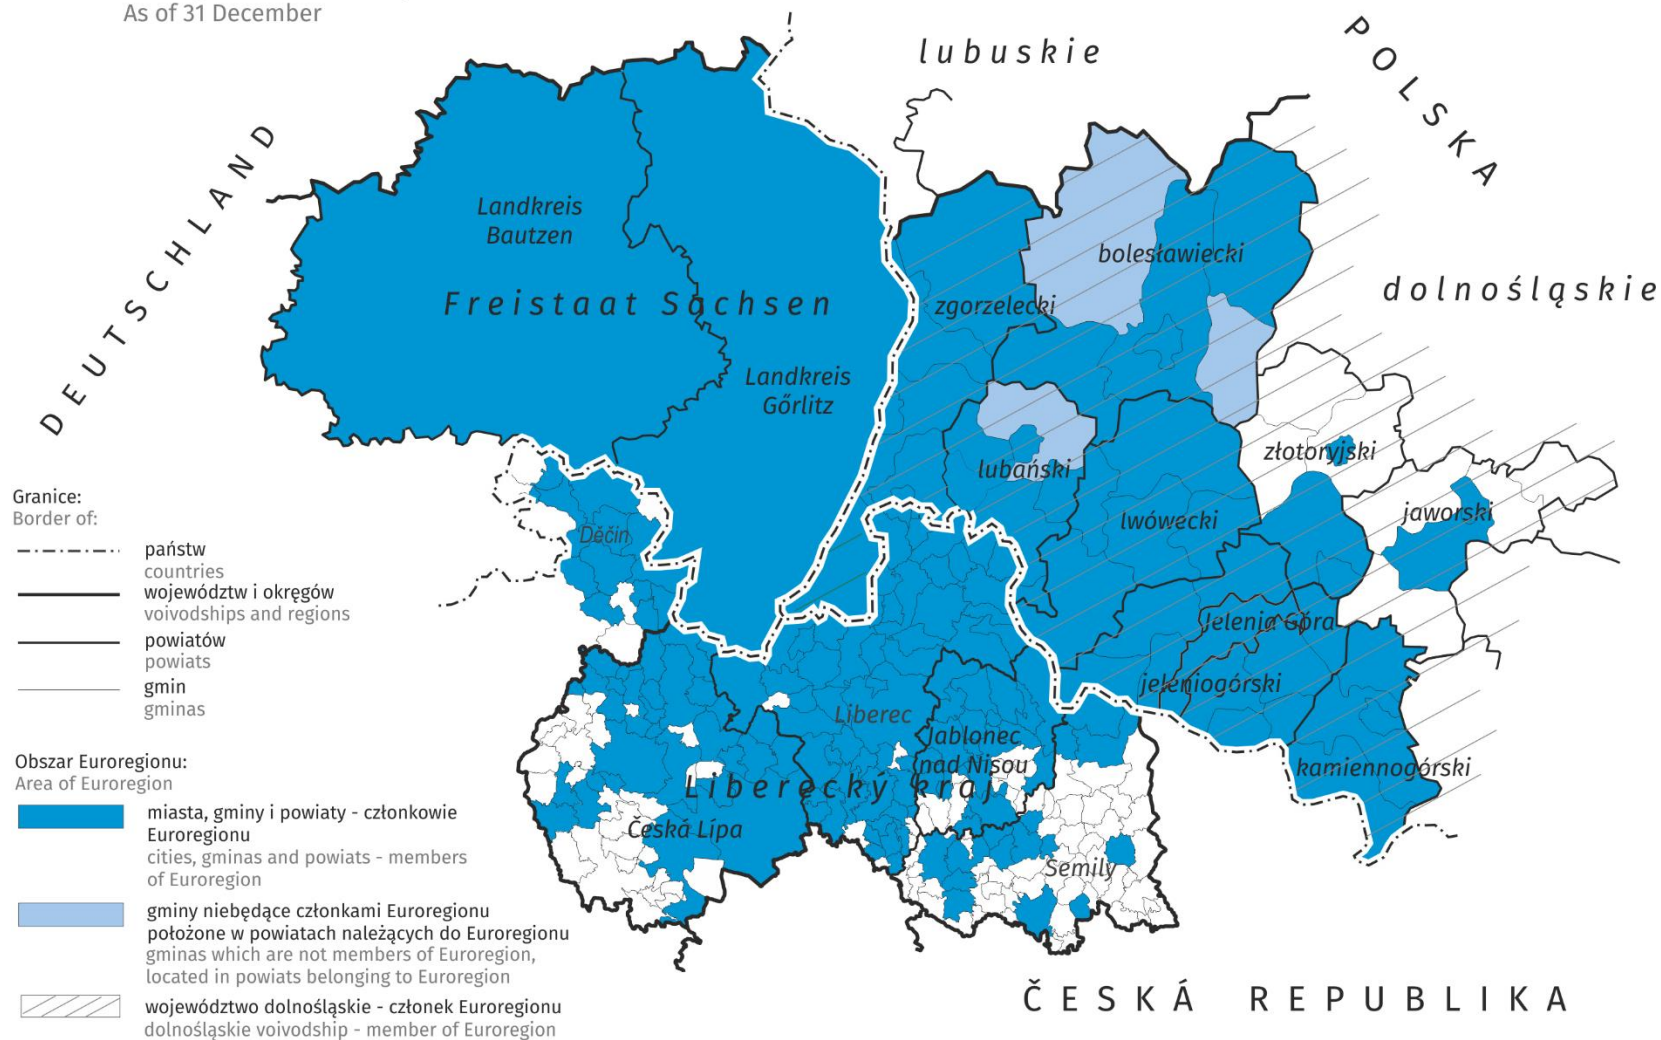 As of 31 December
lubuskie
POLSKA
DEUTSCHLAND
Landkreis
Bautzen
bolesławiecki
dolnośląskie
Freistaat Sachsen
zgorzelecki
Landkreis
Gőrlitz
złotoryjski
lubański
jaworski
lwówecki
Děčín
Jelenia Góra
jeleniogórski
Liberec
Jablonec
nad Nisou
kamiennogórski
Liberecký kraj
Česká Lípa
Semily
ČESKÁ REPUBLIKA
Granice:
Border of:
państw
countries
województw i okręgów
voivodships and regions
powiatów
powiats
gmin
gminas
Obszar Euroregionu:
Area of Euroregion
miasta, gminy i powiaty - członkowie
Euroregionu
cities, gminas and powiats - members
of Euroregion
gminy niebędące członkami Euroregionu
położone w powiatach należących do Euroregionu
gminas which are not members of Euroregion,
located in powiats belonging to Euroregion
województwo dolnośląskie - członek Euroregionu
dolnośląskie voivodship - member of Euroregion